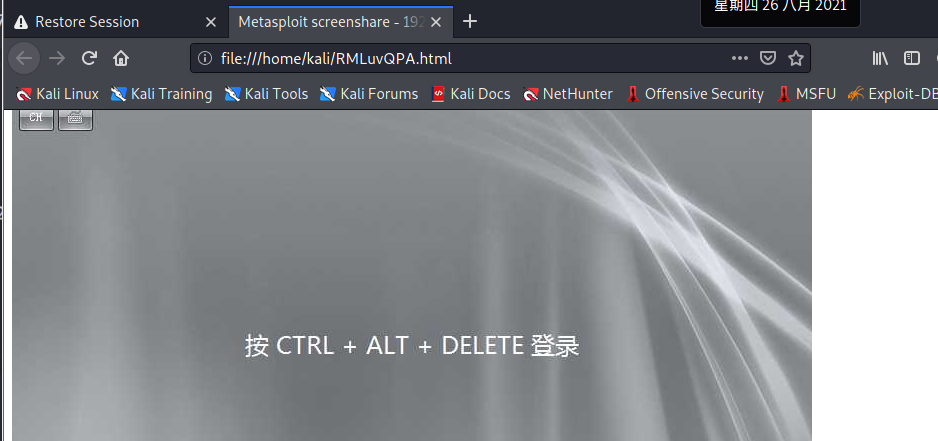 星期四 26 八月 2021
Restore Session
Metasploit screenshare - 192
file:///home/kali/RMLuvQPA.html
Kali Linux Kali Training Kali Tools Kali Forums Kali Docs NetHunter Offensive Security MSFU Exploit-DB
CH
按 CTRL + ALT + DELETE 登录